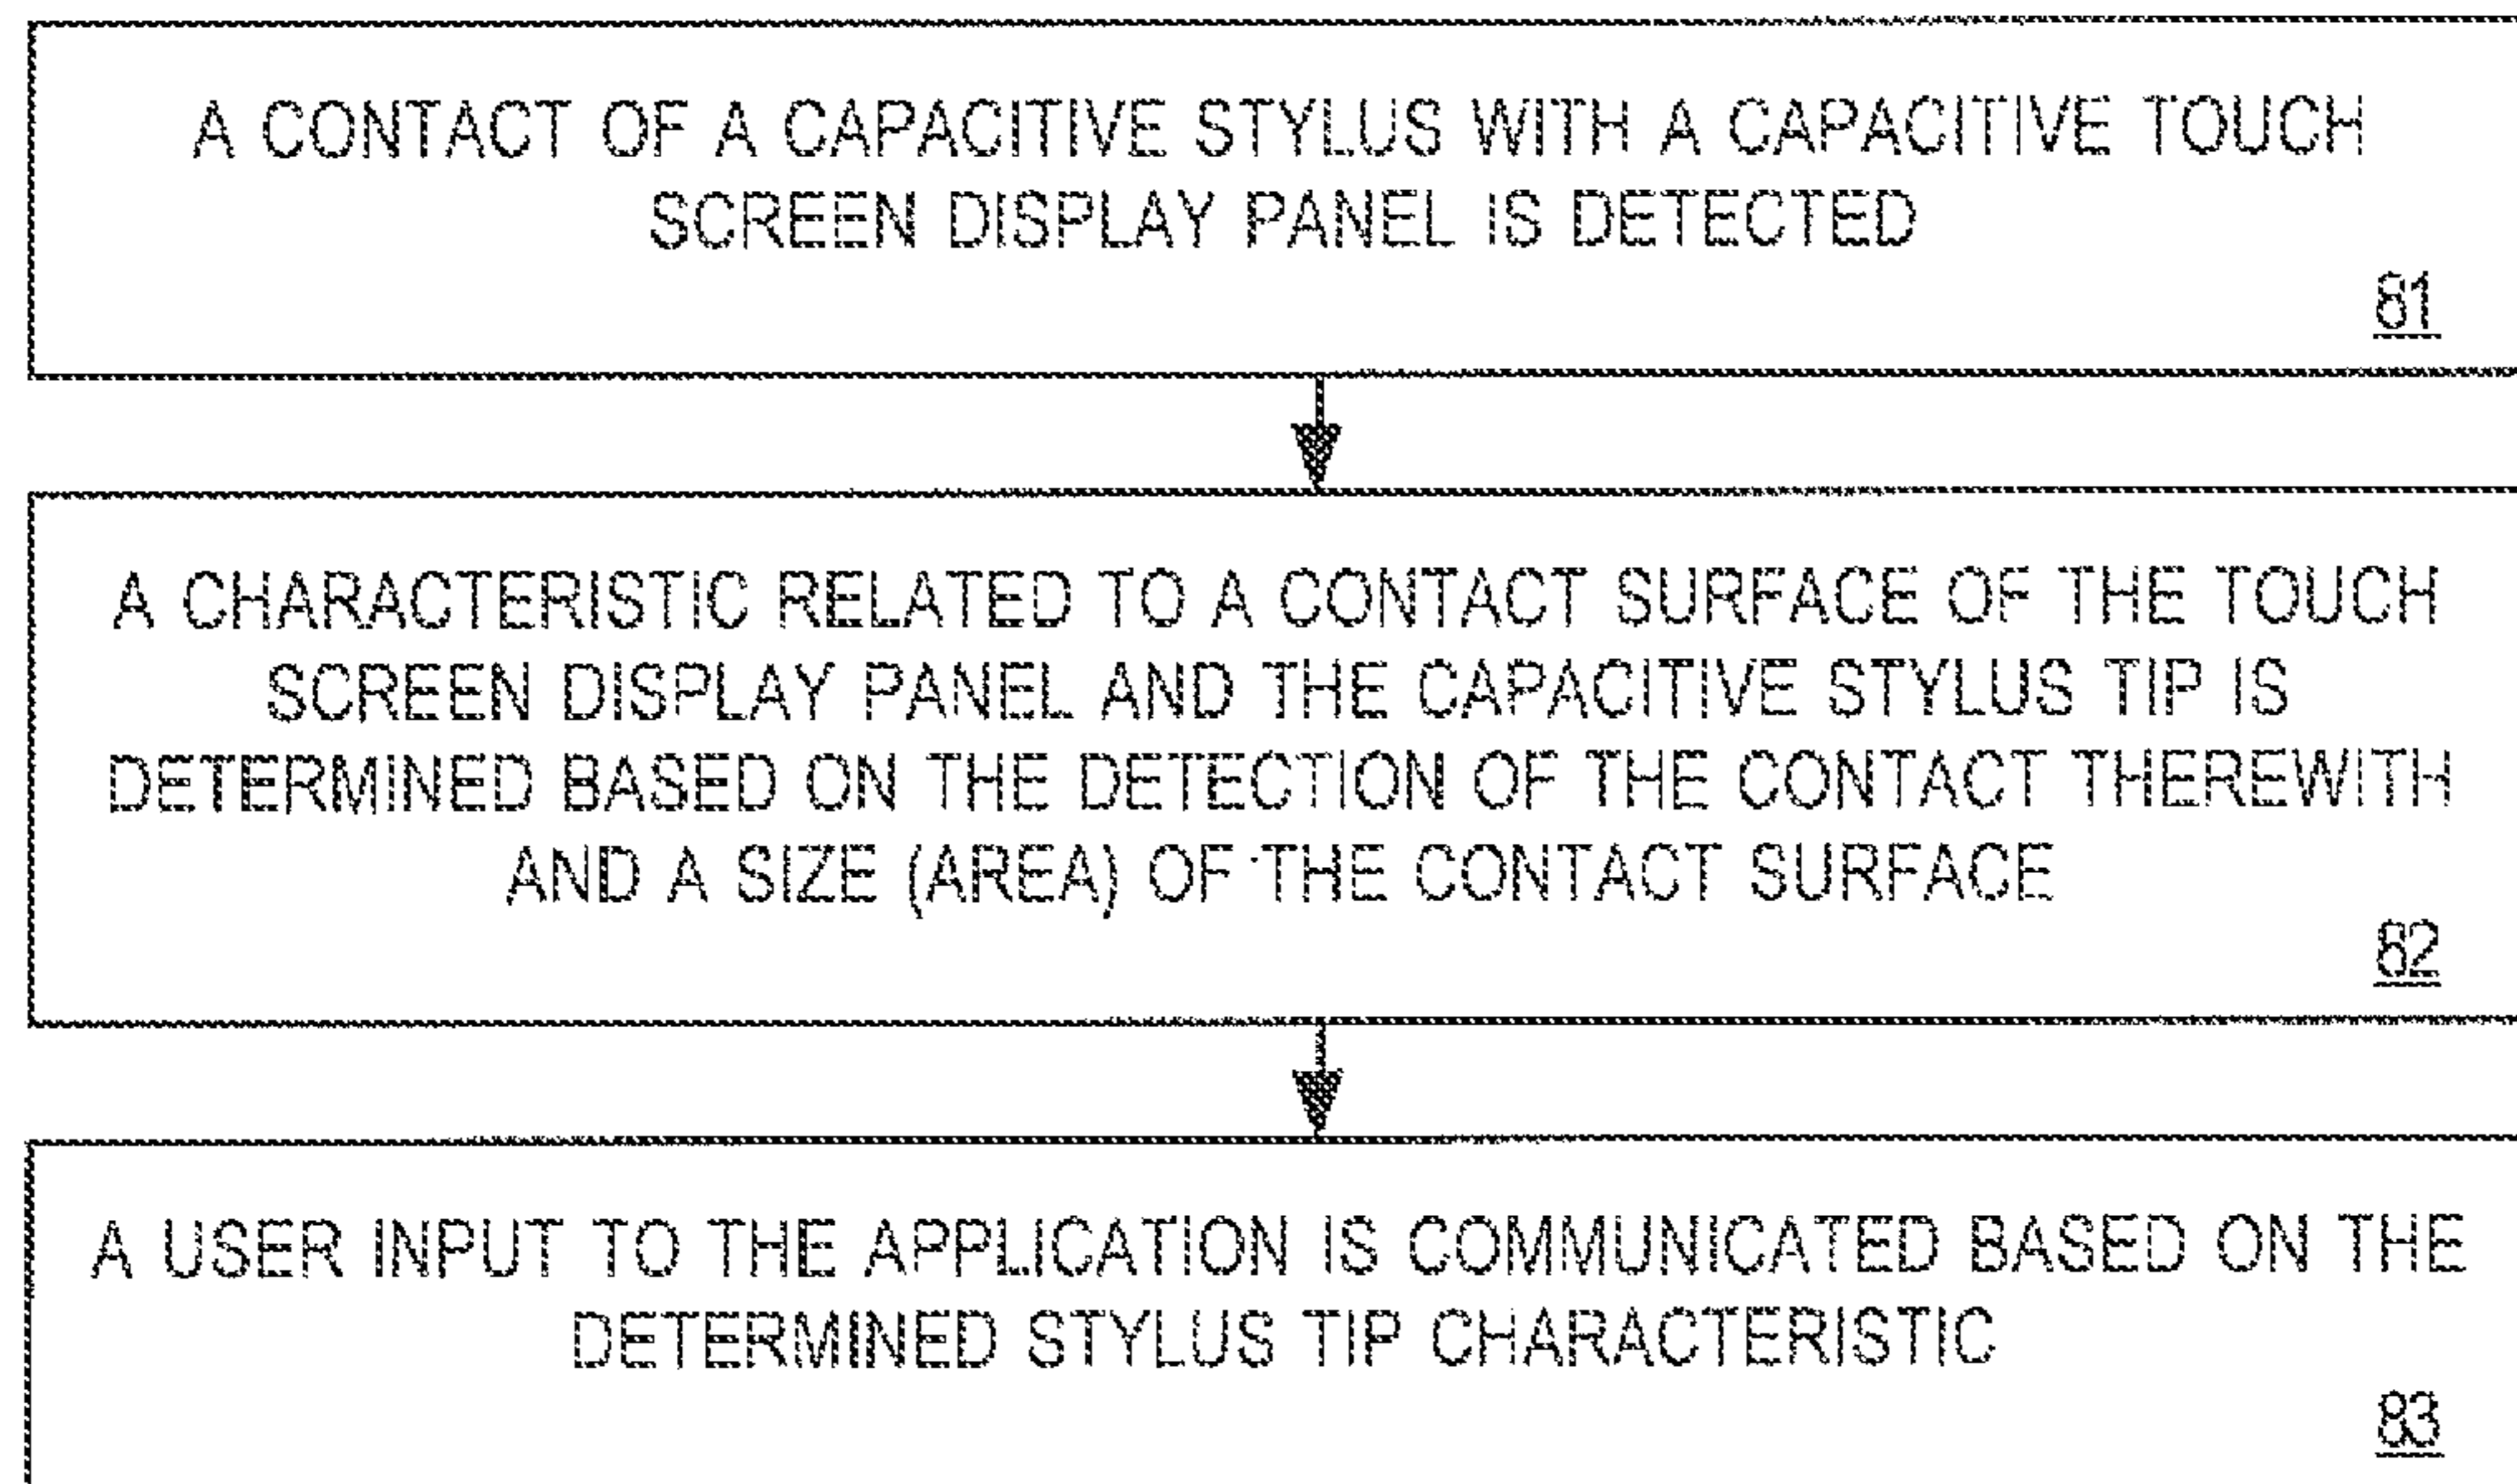 A CONTACT OF A CAPACITIVE STYLUS WITH A CAPACITIVE TOUCH
SCREEN DISPLAY PANEL IS DETECTED
81
A CHARACTERISTIC RELATED TO A CONTACT SURFACE OF THE TOUCH
SCREEN DISPLAY PANEL AND THE CAPACITIVE STYLUS TIP IS
DETERMINED BASED ON THE DETECTION OF THE CONTACT THEREWITH
AND A SIZE (AREA) OF THE CONTACT SURFACE
82
A USER INPUT TO THE APPLICATION IS COMMUNICATED BASED ON THE
DETERMINED STYLUS TIP CHARACTERISTIC
83